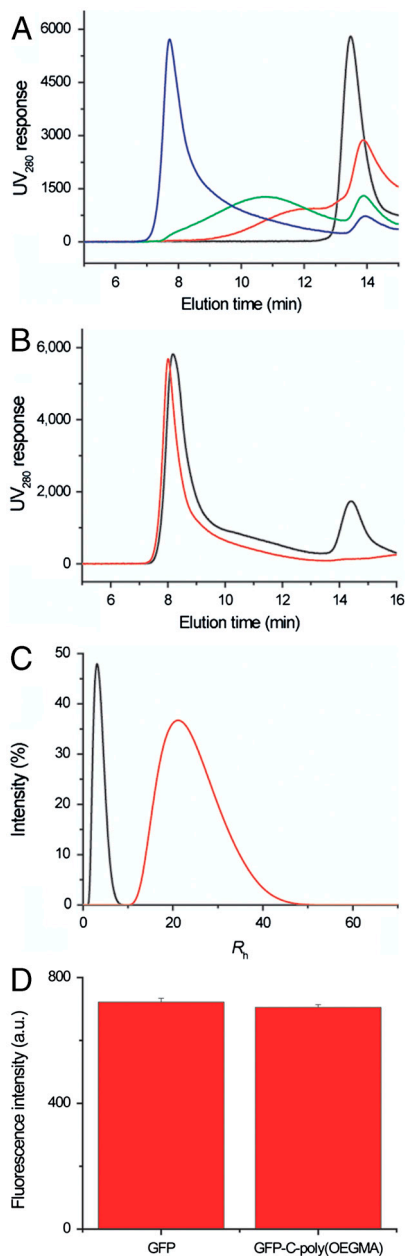 A
UV280 response
6000
4500
3000
1500
0
6 8 10 12 14
Elution time (min)
B
UV280 response
6,000
4,000
2,000
0
6 8 10 12 14 16
Elution time (min)
C
Intensity (%)
50
40
30
20
10
0
0 20 40 60
Rh
D
Fluorescence intensity (a.u.)
800
400
0
GFP GFP-C-poly(OEGMA)